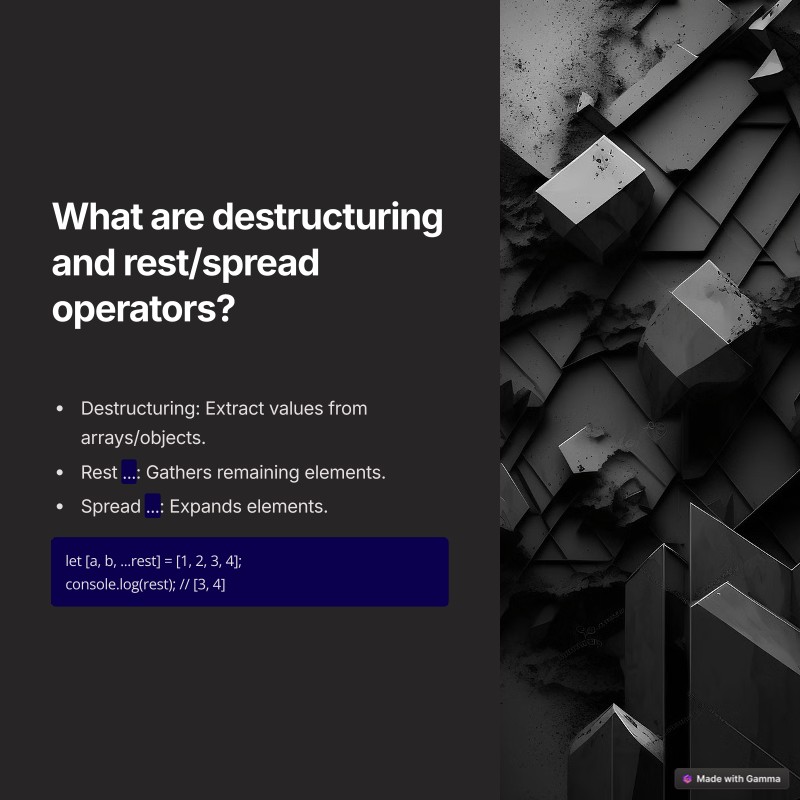 What are destructuring
and rest/spread
operators?
• Destructuring: Extract values from
arrays/objects.
• Rest ...: Gathers remaining elements.
• Spread ...: Expands elements.
let [a, b, ...rest] = [1, 2, 3, 4];
console.log(rest); // [3, 4]
Made with Gamma